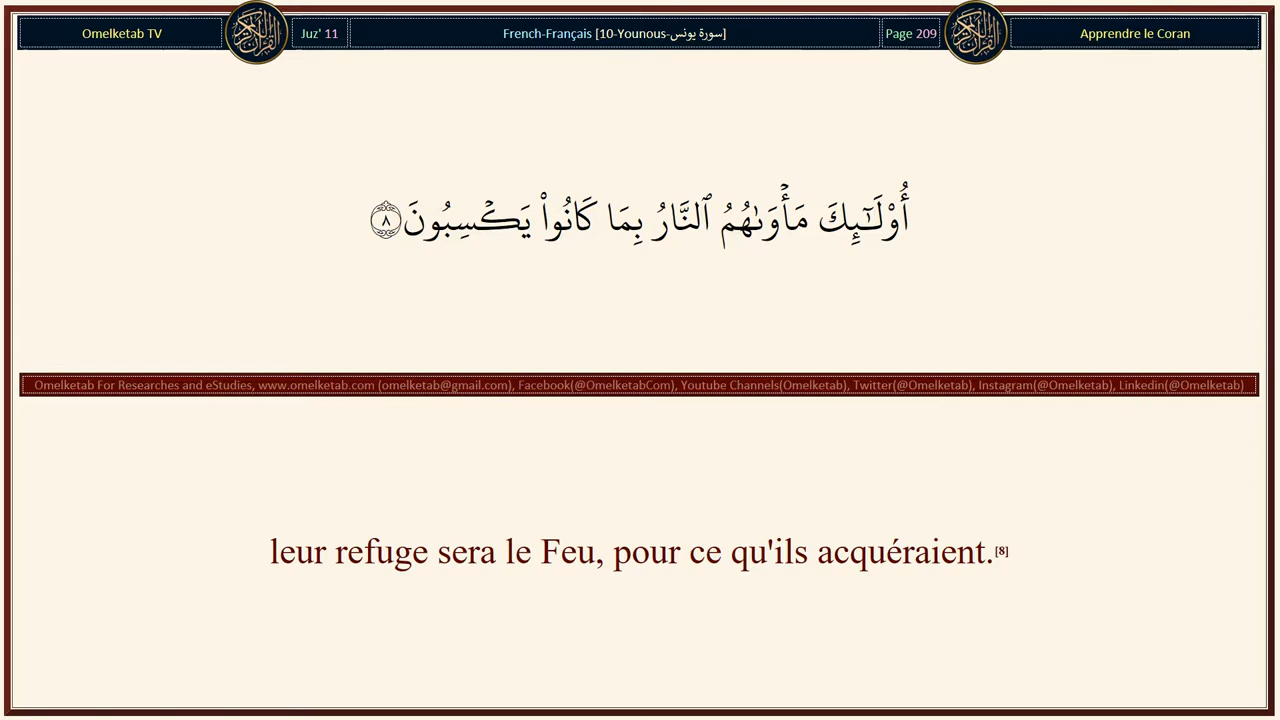 Omelketab TV
Juz' 11
French-Français [10-Younous-سورة يونس]
Page 209
Apprendre le Coran
أُو۟لَـٰٓئِكَ مَأۡوَىٰهُمُ ٱلنَّارُ بِمَا كَانُوا۟ يَكۡسِبُونَ ٨
Omelketab For Researches and eStudies, www.omelketab.com (omelketab@gmail.com), Facebook(@OmelketabCom), Youtube Channels(Omelketab), Twitter(@Omelketab), Instagram(@Omelketab), Linkedin(@Omelketab)
leur refuge sera le Feu, pour ce qu'ils acquéraient.[8]